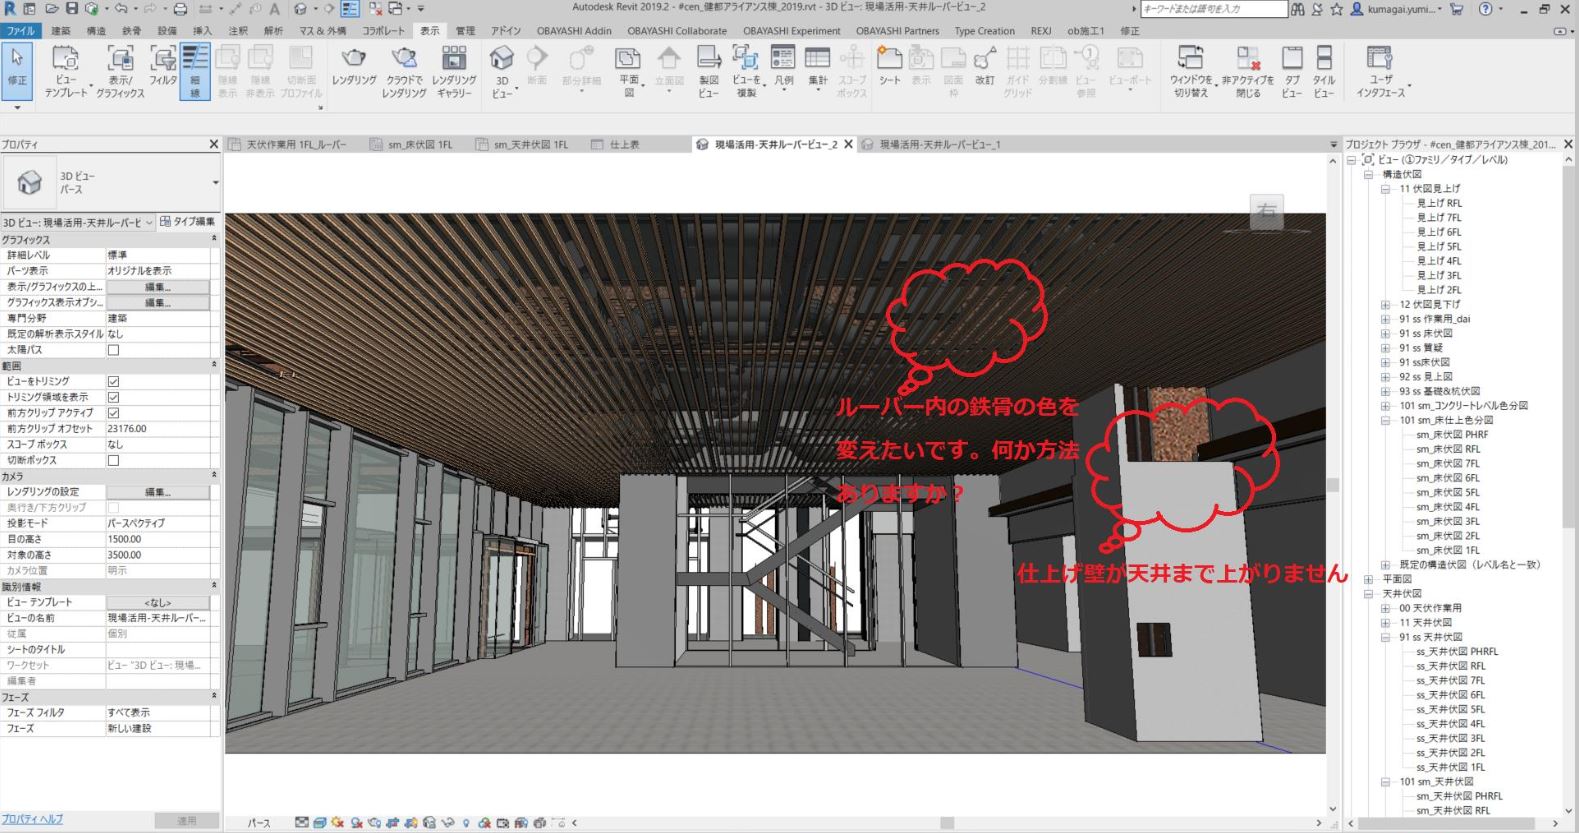 Autodesk Revit 2019.2 - #cen_健都アライアンス棟_2019.rvt - 3D ビュー: 現場活用-天井ルーバービュー_2
キーワードまたは語句を入力
kumagai.yumi...
ファイル 建築 構造 鉄骨 設備 挿入 注釈 解析 マス & 外構 コラボレート 表示 管理 アドイン OBAYASHI Addin OBAYASHI Collaborate OBAYASHI Experiment OBAYASHI Partners Type Creation REXJ ob施工1 修正
修正
ビュー
テンプレート
表示/
グラフィックス
フィルタ
細
線
隠線
表示
隠線
非表示
切断面
プロファイル
レンダリング
クラウドで
レンダリング
レンダリング
ギャラリー
3D
ビュー
断面
部分詳細
平面
図
立面図
製図
ビュー
ビューを
複製
凡例
集計
スコープ
ボックス
シート
表示
図面
枠
改訂
ガイド
グリッド
分割線
ビュー
参照
ビューポート
ウィンドウを
切り替え
非アクティブを
閉じる
タブ
ビュー
タイル
ビュー
ユーザ
インタフェース
プロパティ
3D ビュー
パース
3D ビュー: 現場活用-天井ルーバービ
タイプ編集
グラフィックス
詳細レベル 標準
パーツ表示 オリジナルを表示
表示/グラフィックスの上... 編集...
グラフィックス表示オプシ... 編集...
専門分野 建築
既定の解析表示スタイル なし
太陽パス
範囲
ビューをトリミング
トリミング領域を表示
前方クリップ アクティブ
前方クリップ オフセット 23176.00
スコープ ボックス なし
切断ボックス
カメラ
レンダリングの設定 編集...
奥行き/下方クリップ
投影モード パースペクティブ
目の高さ 1500.00
対象の高さ 3500.00
カメラ位置 明示
識別情報
ビュー テンプレート <なし>
ビューの名前 現場活用-天井ルーバー...
従属 個別
シートのタイトル
ワークセット ビュー "3D ビュー: 現場...
編集者
フェーズ
フェーズ フィルタ すべて表示
フェーズ 新しい建設
プロパティ ヘルプ
適用
天伏作業用 1FL_ルーバー
sm_床伏図 1FL
sm_天井伏図 1FL
仕上表
現場活用-天井ルーバービュー_2
現場活用-天井ルーバービュー_1
右
ルーバー内の鉄骨の色を
変えたいです。何か方法
ありますか？
仕上げ壁が天井まで上がりません
パース
プロジェクト ブラウザ - #cen_健都アライアンス棟_201...
ビュー (①ファミリ／タイプ／レベル)
構造伏図
11 伏図見上げ
見上げ RFL
見上げ 7FL
見上げ 6FL
見上げ 5FL
見上げ 4FL
見上げ 3FL
見上げ 2FL
12 伏図見下げ
91 ss 作業用_dai
91 ss 床伏図
91 ss 質疑
91 ss床伏図
92 ss 見上図
93 ss 基礎&杭伏図
101 sm_コンクリートレベル色分図
101 sm_床仕上色分図
sm_床伏図 PHRF
sm_床伏図 RFL
sm_床伏図 7FL
sm_床伏図 6FL
sm_床伏図 5FL
sm_床伏図 4FL
sm_床伏図 3FL
sm_床伏図 2FL
sm_床伏図 1FL
既定の構造伏図（レベル名と一致）
平面図
天井伏図
00 天伏作業用
11 天井伏図
91 ss 天井伏図
ss_天井伏図 PHRFL
ss_天井伏図 RFL
ss_天井伏図 7FL
ss_天井伏図 6FL
ss_天井伏図 5FL
ss_天井伏図 4FL
ss_天井伏図 3FL
ss_天井伏図 2FL
ss_天井伏図 1FL
101 sm_天井伏図
sm_天井伏図 PHRFL
sm_天井伏図 RFL